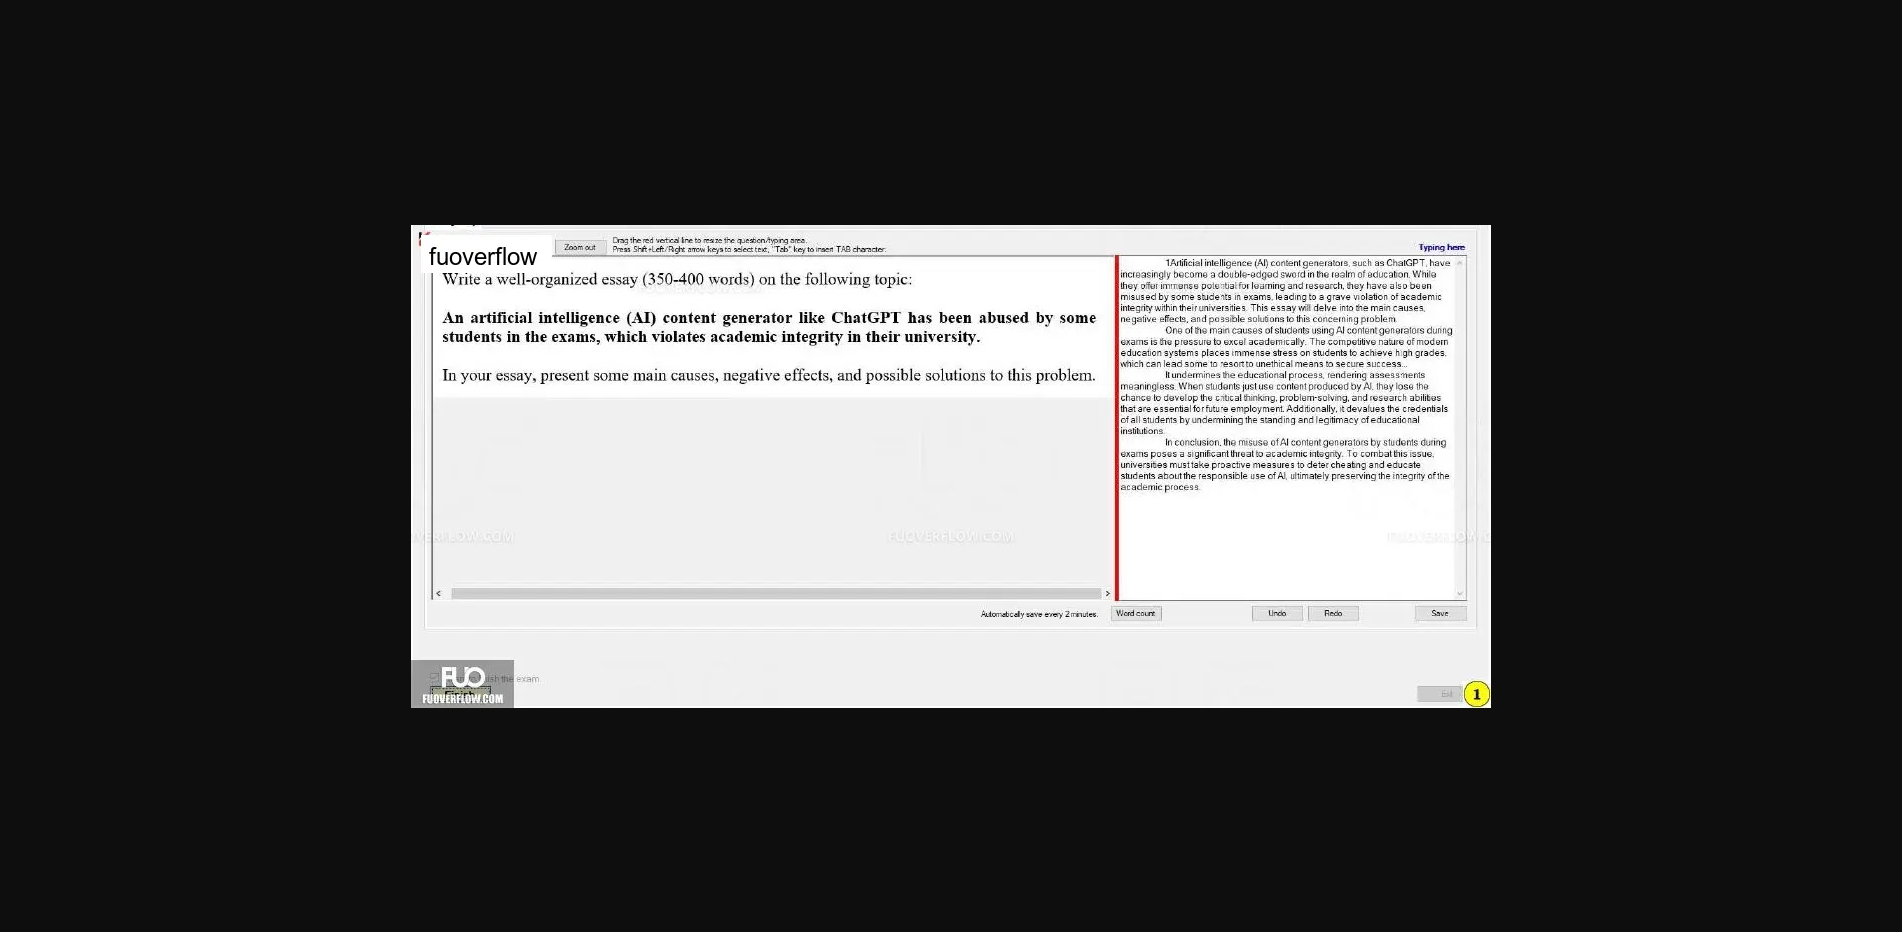 fuoverflow
Zoom out
Drag the red vertical line to resize the question/typing area.
Press Shift+Left/Right arrow keys to select text, "Tab" key to insert TAB character.
Typing here
Write a well-organized essay (350-400 words) on the following topic:
An artificial intelligence (AI) content generator like ChatGPT has been abused by some
students in the exams, which violates academic integrity in their university.
In your essay, present some main causes, negative effects, and possible solutions to this problem.
1Artificial intelligence (AI) content generators, such as ChatGPT, have
increasingly become a double-edged sword in the realm of education. While
they offer immense potential for learning and research, they have also been
misused by some students in exams, leading to a grave violation of academic
integrity within their universities. This essay will delve into the main causes,
negative effects, and possible solutions to this concerning problem.
One of the main causes of students using AI content generators during
exams is the pressure to excel academically. The competitive nature of modern
education systems places immense stress on students to achieve high grades,
which can lead some to resort to unethical means to secure success...
It undermines the educational process, rendering assessments
meaningless. When students just use content produced by AI, they lose the
chance to develop the critical thinking, problem-solving, and research abilities
that are essential for future employment. Additionally, it devalues the credentials
of all students by undermining the standing and legitimacy of educational
institutions.
In conclusion, the misuse of AI content generators by students during
exams poses a significant threat to academic integrity. To combat this issue,
universities must take proactive measures to deter cheating and educate
students about the responsible use of AI, ultimately preserving the integrity of the
academic process.
FUOVERFLOW.COM
Automatically save every 2 minutes.
Word count
Undo
Redo
Save
FUO
the exam
FUOVERFLOW.COM
Exit
1